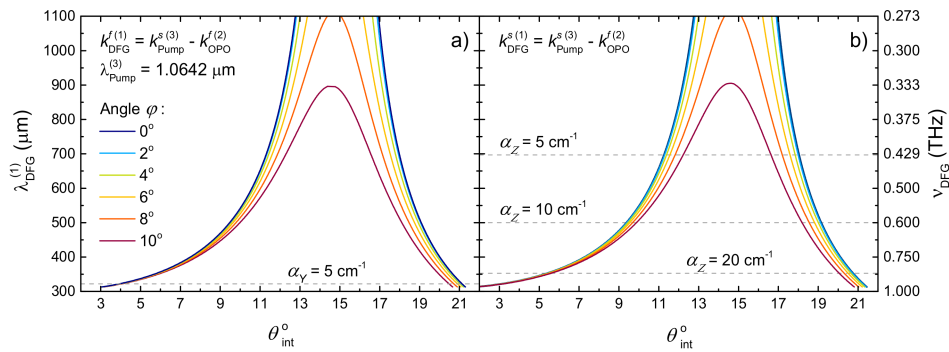 k^{f(1)}_{DFG} = k^{s(3)}_{Pump} - k^{f(2)}_{OPO}
a)
λ^{(3)}_{Pump} = 1.0642 μm
Angle φ :
0°
2°
4°
6°
8°
10°
α_Y = 5 cm^{-1}
1100
1000
900
800
700
600
500
400
300
λ^{(1)}_{DFG} (μm)
3 5 7 9 11 13 15 17 19 21
θ°_{int}
k^{s(1)}_{DFG} = k^{s(3)}_{Pump} - k^{f(2)}_{OPO}
b)
α_Z = 5 cm^{-1}
α_Z = 10 cm^{-1}
α_Z = 20 cm^{-1}
0.273
0.300
0.333
0.375
0.429
0.500
0.600
0.750
1.000
ν_{DFG} (THz)
3 5 7 9 11 13 15 17 19 21
θ°_{int}